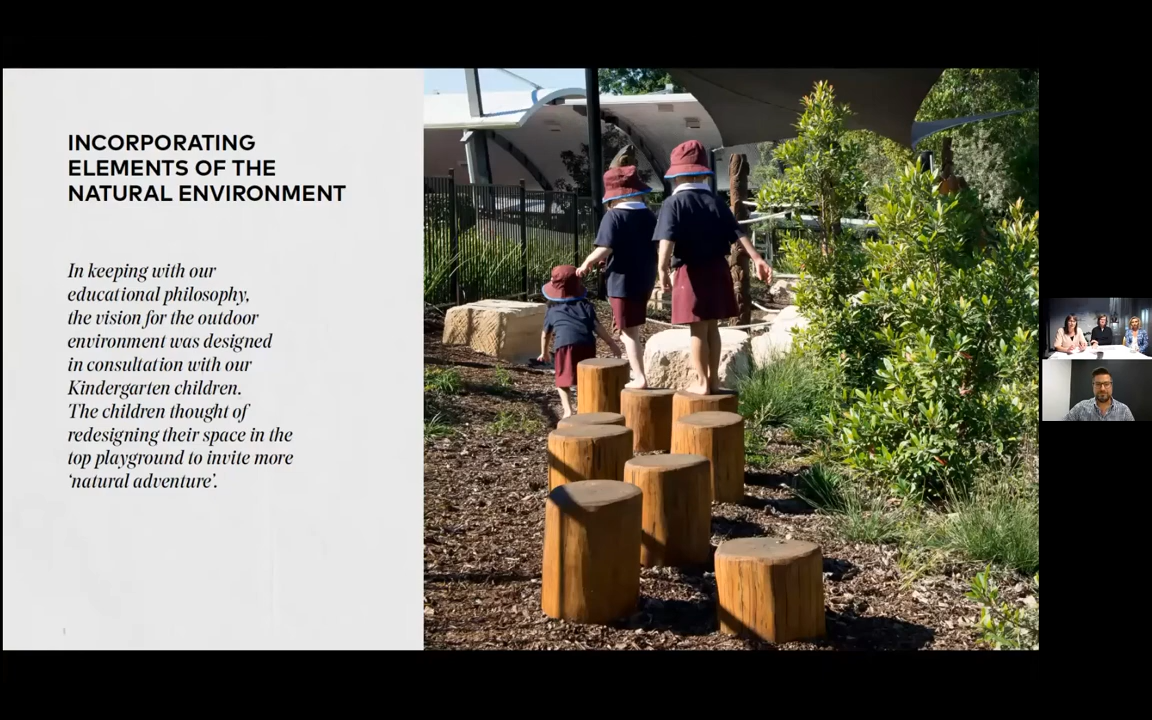 INCORPORATING
ELEMENTS OF THE
NATURAL ENVIRONMENT
In keeping with our
educational philosophy,
the vision for the outdoor
environment was designed
in consultation with our
Kindergarten children.
The children thought of
redesigning their space in the
top playground to invite more
‘natural adventure’.